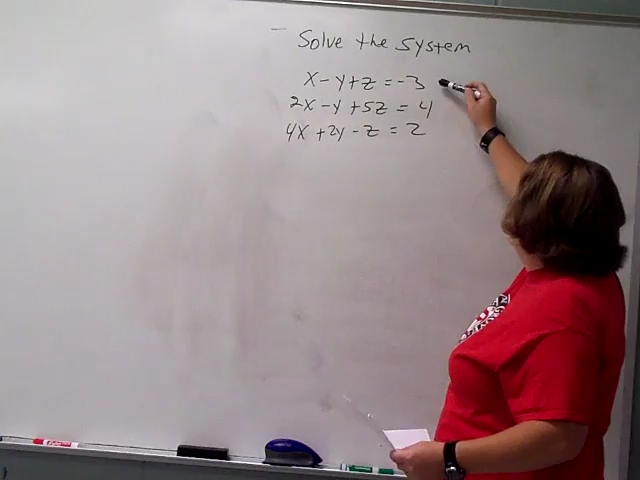 Solve the System
x - y + z = -3
2x - y + 5z = 4
4x + 2y - z = 2